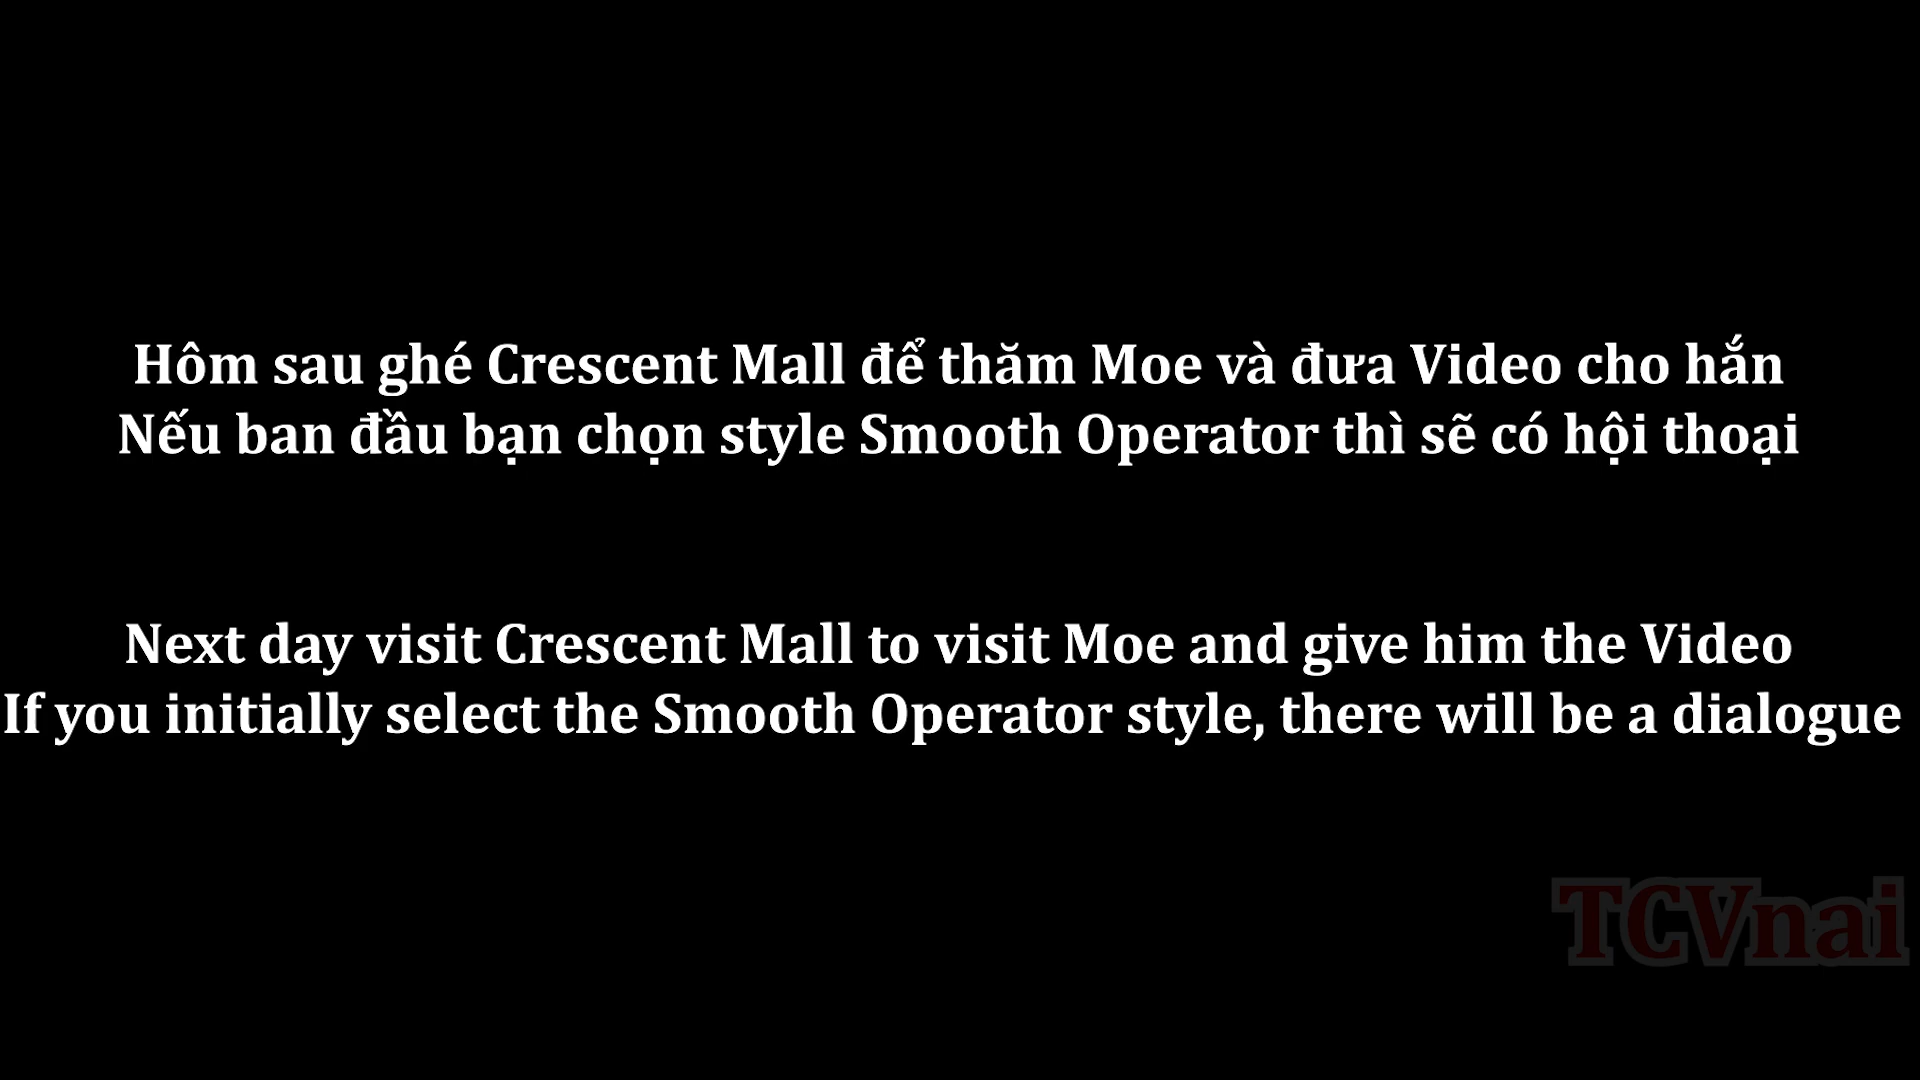 Hôm sau ghé Crescent Mall để thăm Moe và đưa Video cho hắn
Nếu ban đầu bạn chọn style Smooth Operator thì sẽ có hội thoại
Next day visit Crescent Mall to visit Moe and give him the Video
If you initially select the Smooth Operator style, there will be a dialogue
TCVnai